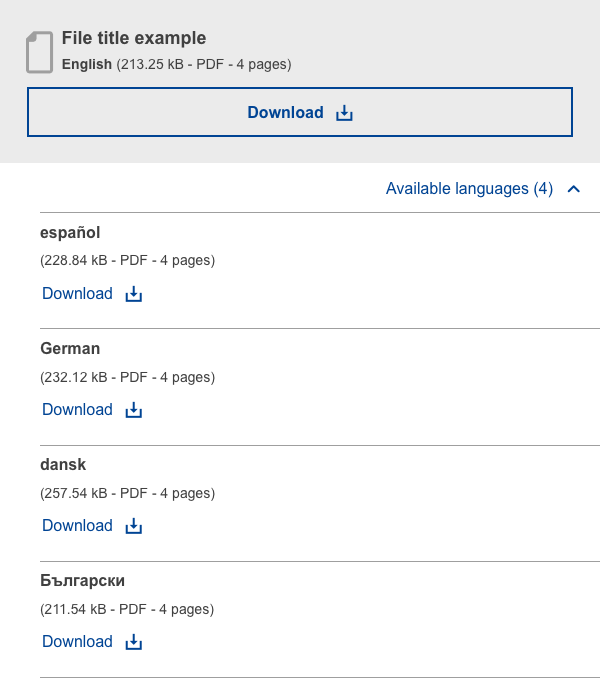 File title example
English (213.25 kB - PDF - 4 pages)
Download
Available languages (4)
español
(228.84 kB - PDF - 4 pages)
Download
German
(232.12 kB - PDF - 4 pages)
Download
dansk
(257.54 kB - PDF - 4 pages)
Download
Български
(211.54 kB - PDF - 4 pages)
Download